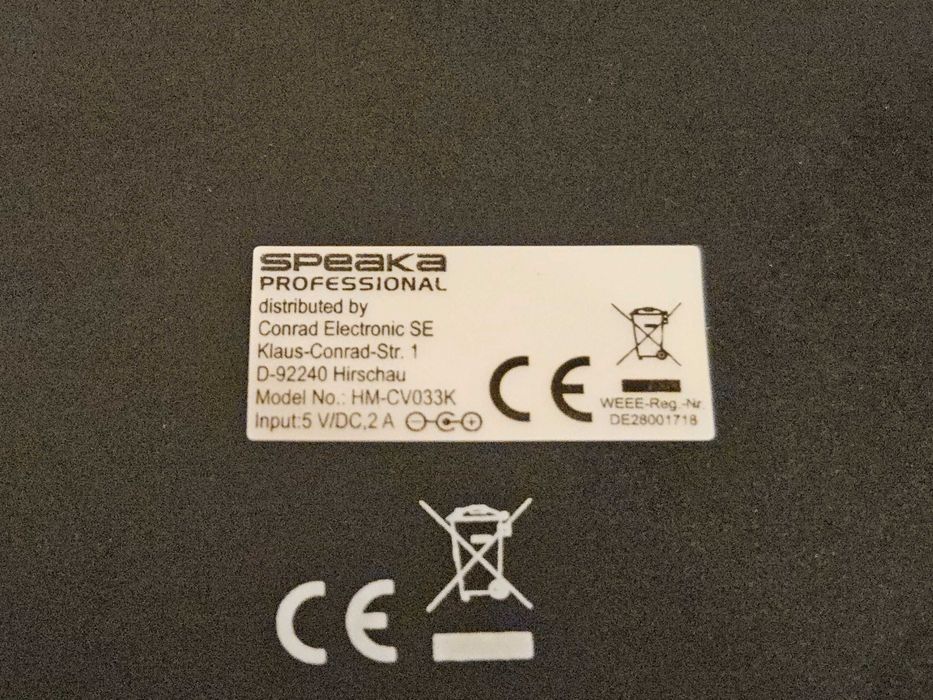 SPEAKA
PROFESSIONAL
distributed by
Conrad Electronic SE
Klaus-Conrad-Str. 1
D-92240 Hirschau
Model No.: HM-CV033K
Input:5 V/DC,2 A
CE
WEEE-Reg.-Nr.
DE28001718
CE